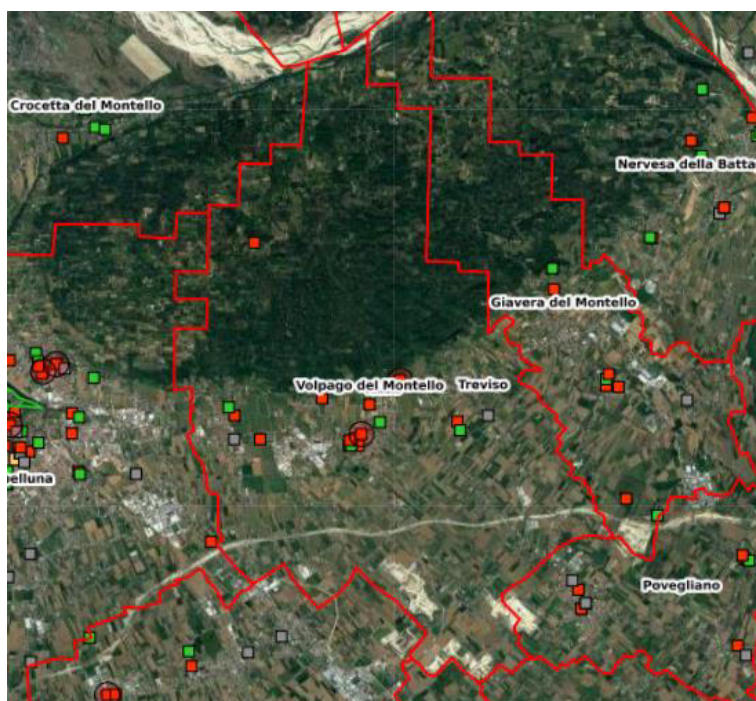 Crocetta del Montello
Nervesa della Batta
Giavera del Montello
Volpago del Montello
Treviso
belluna
Povegliano